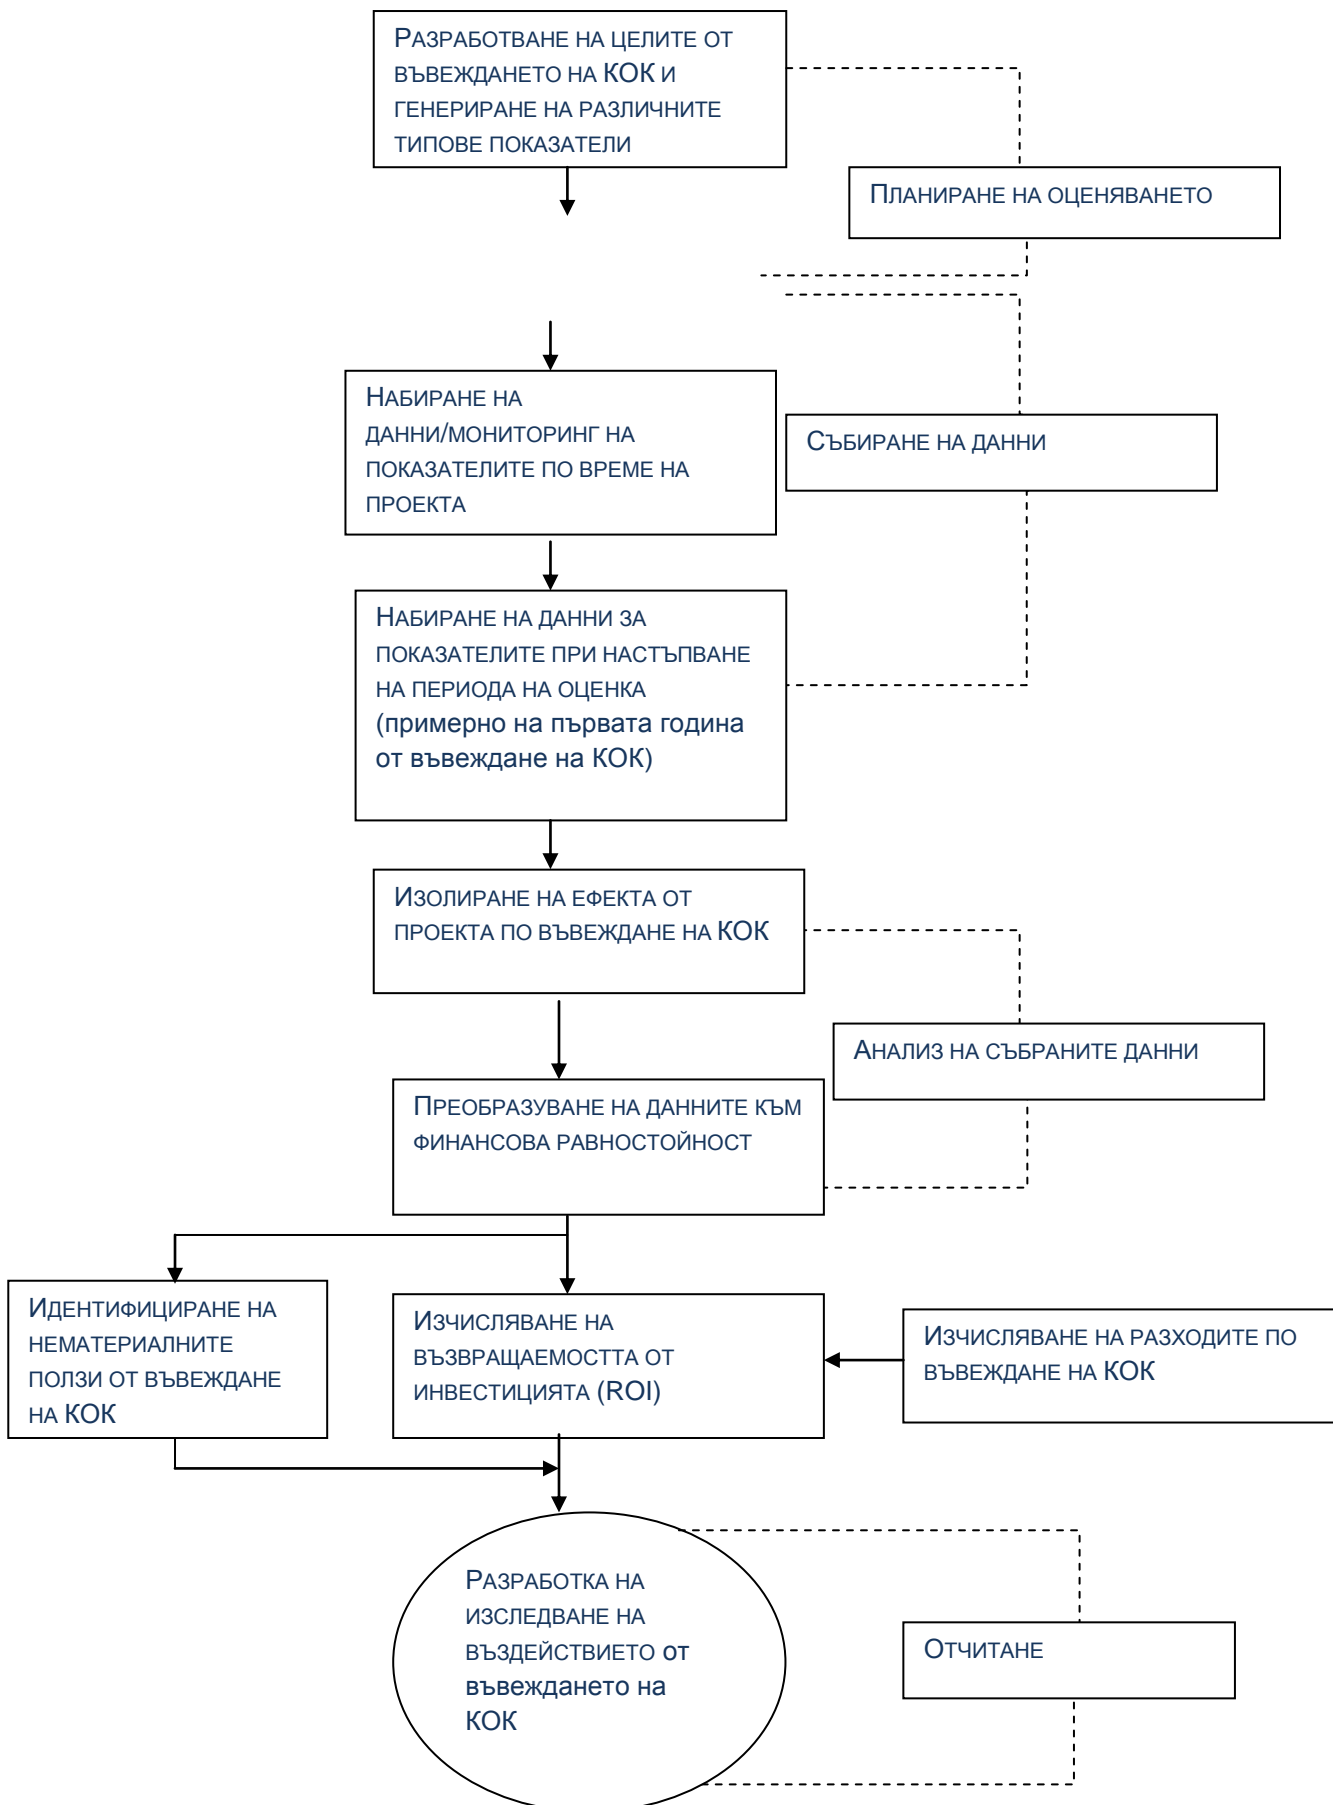 Разработване на целите от
въвеждането на КОК и
генериране на различните
типове показатели
Планиране на оценяването
Набиране на
данни/мониторинг на
показателите по време на
проекта
Събиране на данни
Набиране на данни за
показателите при настъпване
на периода на оценка
(примерно на първата година
от въвеждане на КОК)
Изолиране на ефекта от
проекта по въвеждане на КОК
Анализ на събраните данни
Преобразуване на данните към
финансова равностойност
Идентифициране на
нематериалните
ползи от въвеждане
на КОК
Изчисляване на
възвращаемостта от
инвестицията (ROI)
Изчисляване на разходите по
въвеждане на КОК
Разработка на
изследване на
въздействието от
въвеждането на
КОК
Отчитане